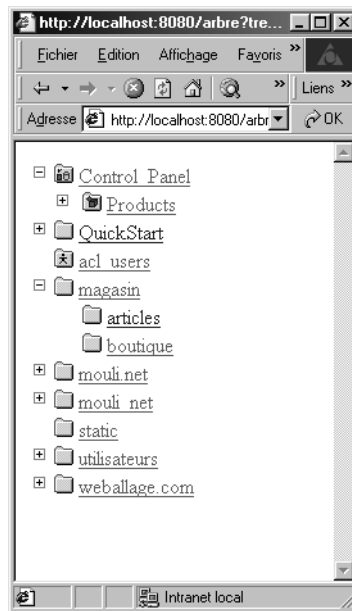 http://localhost:8080/arbre?tre...
Fichier Edition Affichage Favoris »
» Liens »
Adresse http://localhost:8080/arbr OK
Control_Panel
Products
QuickStart
acl_users
magasin
articles
boutique
mouli.net
mouli_net
static
utilisateurs
weballage.com
Intranet local